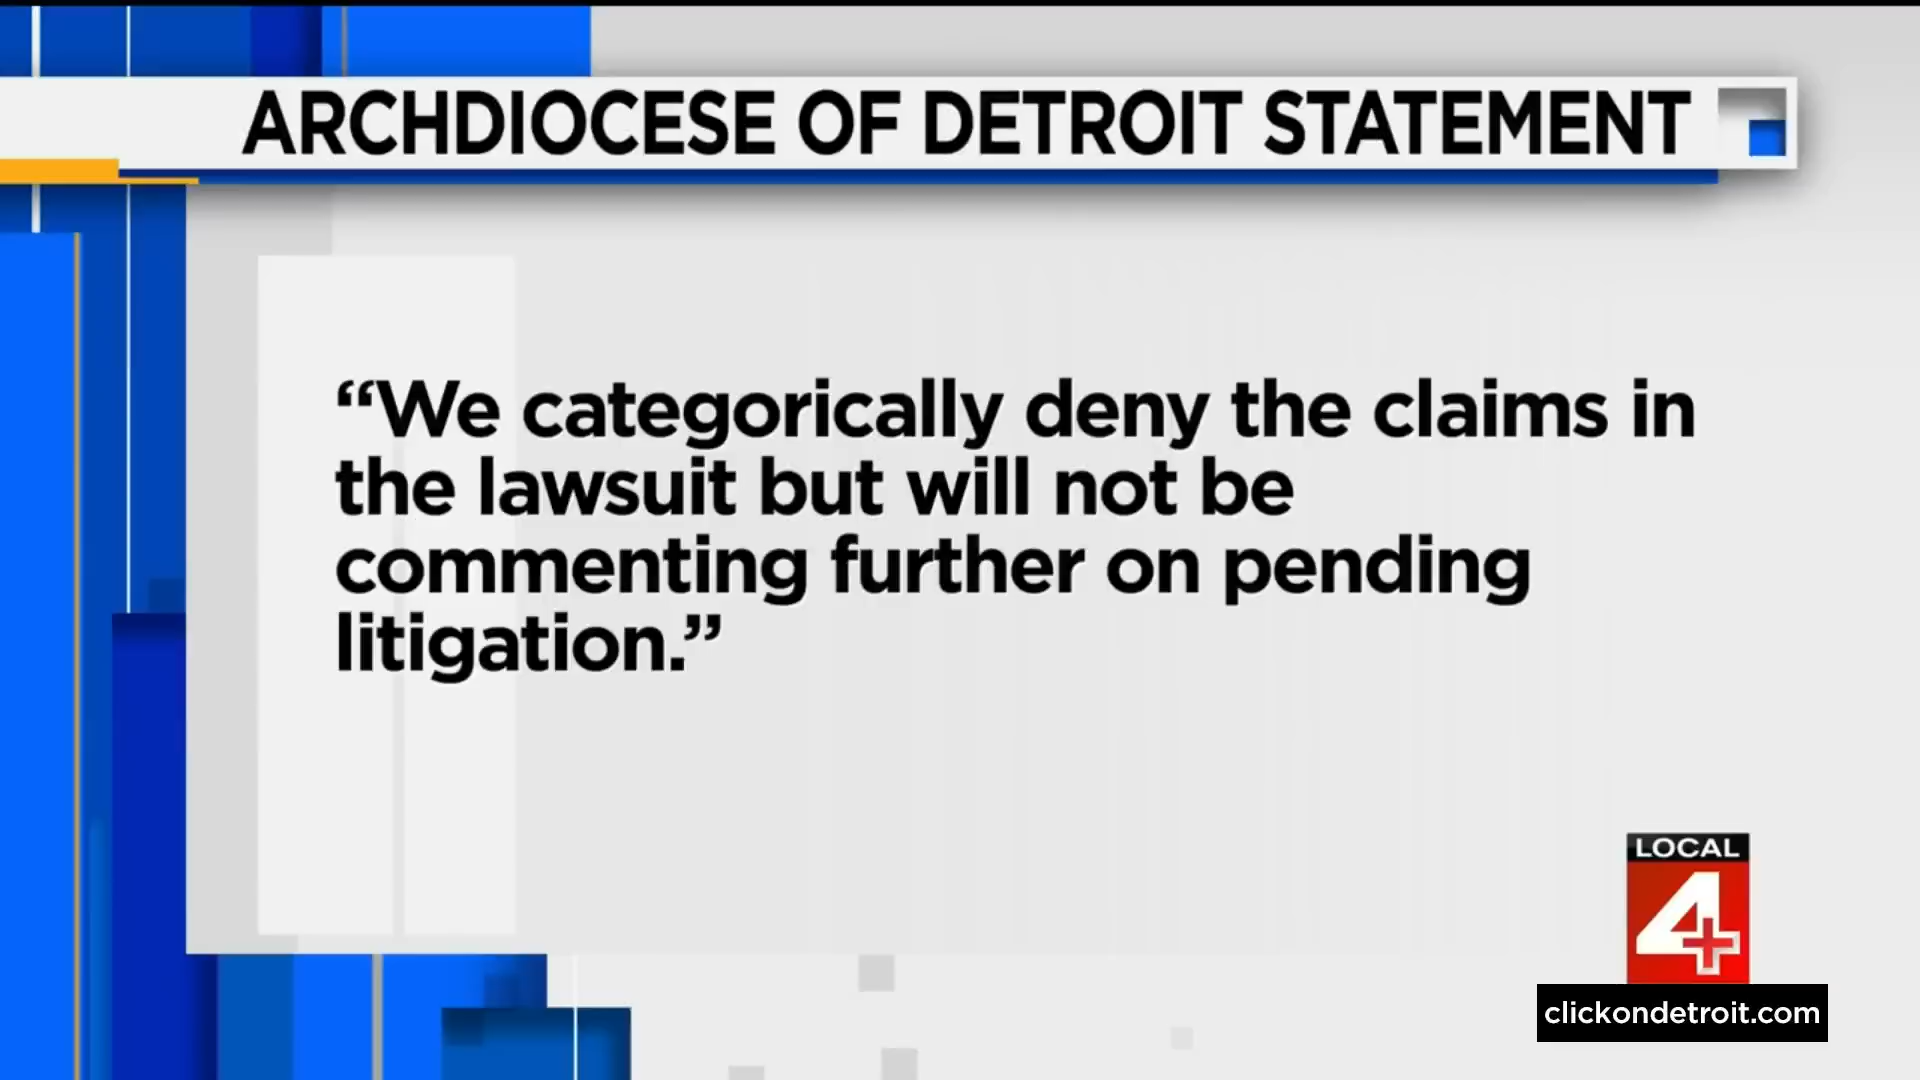 ARCHDIOCESE OF DETROIT STATEMENT
“We categorically deny the claims in
the lawsuit but will not be
commenting further on pending
litigation.”
LOCAL
4+
clickondetroit.com